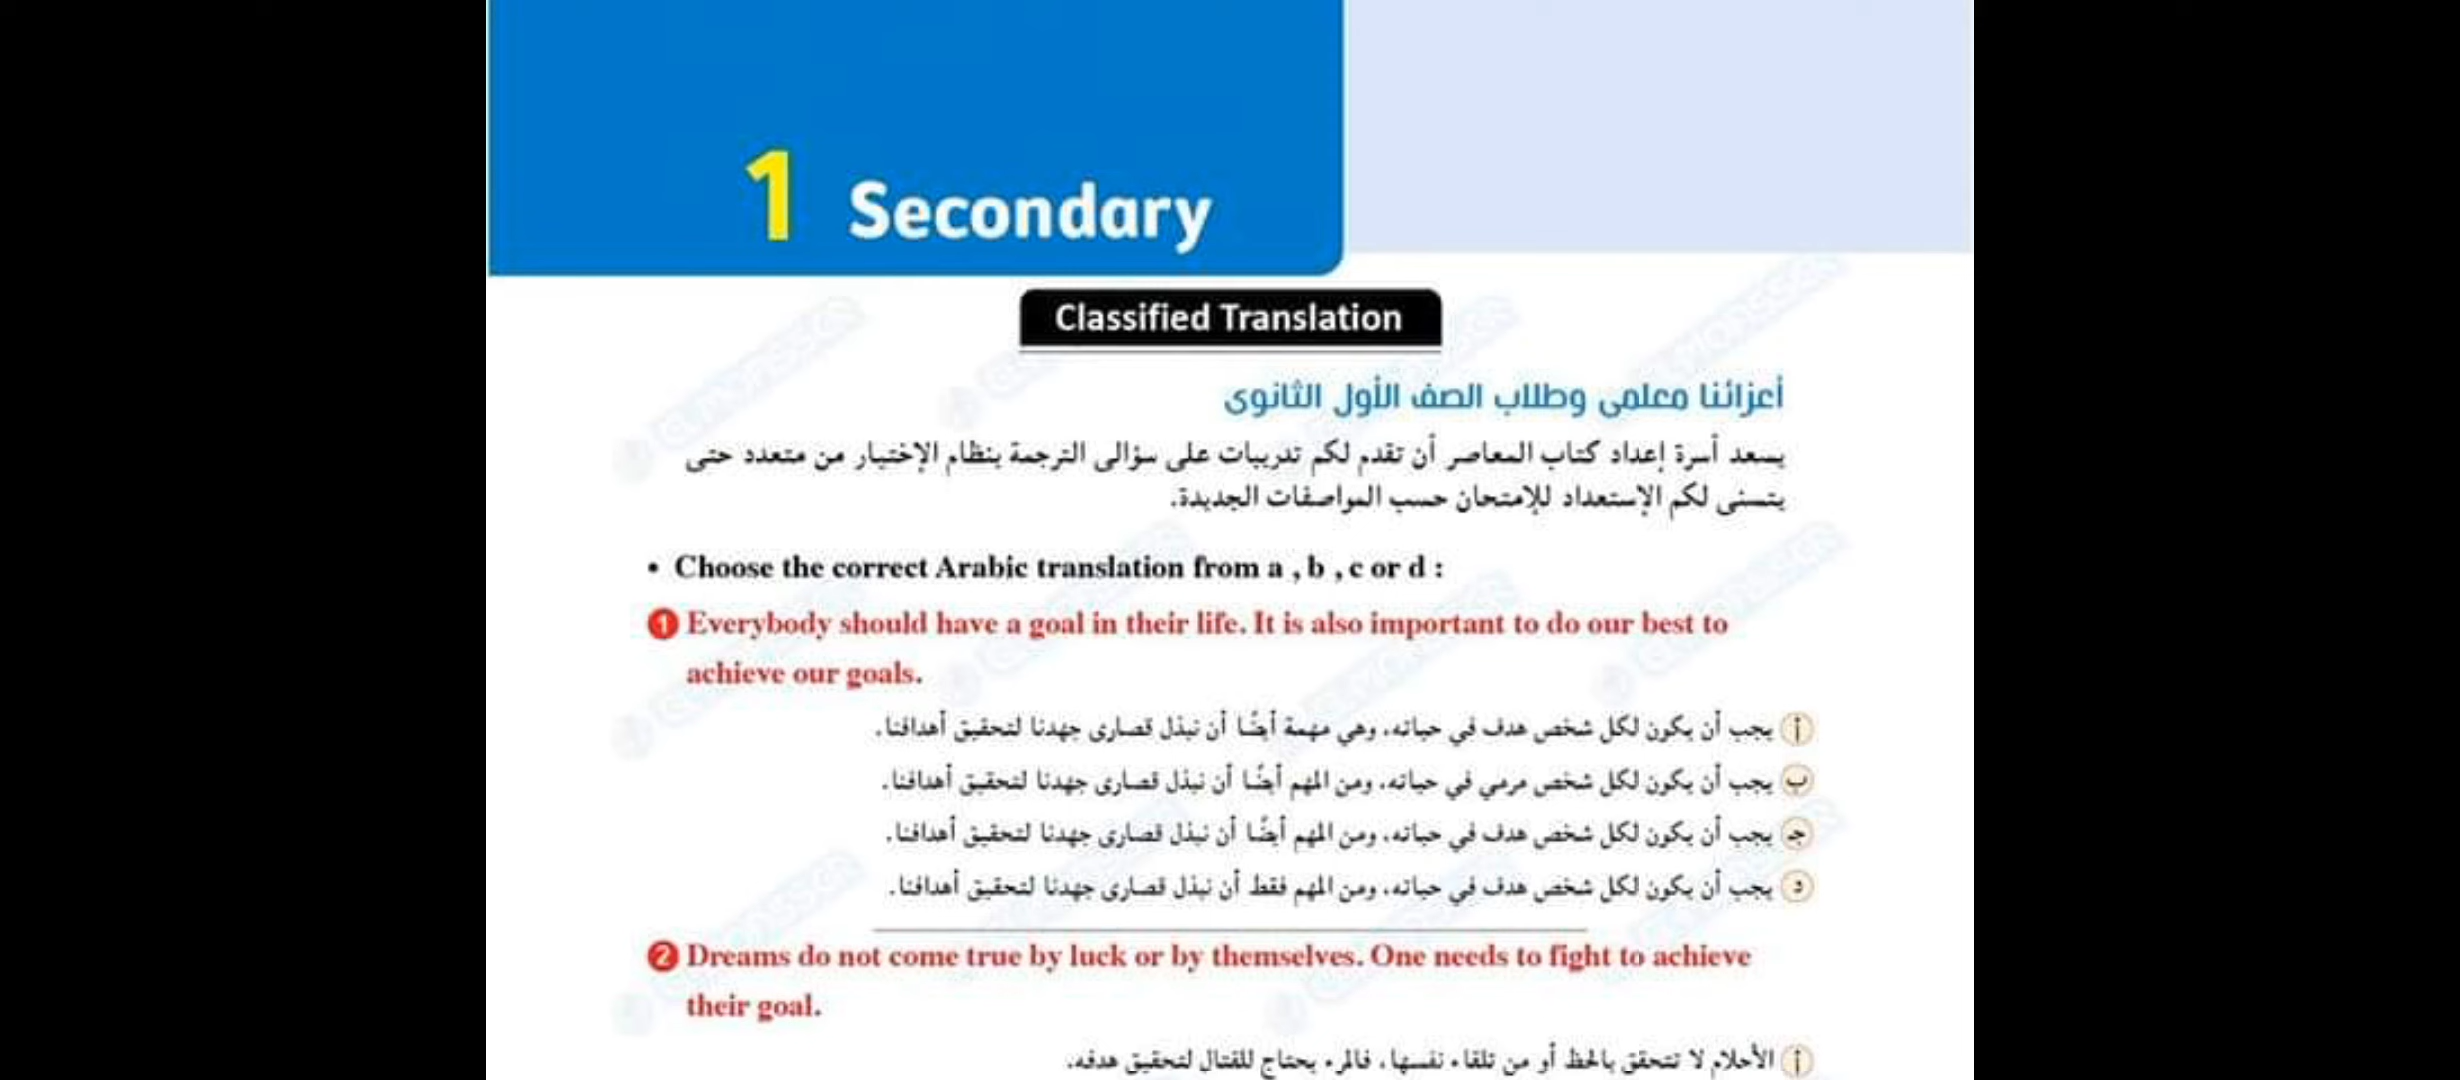 1 Secondary
Classified Translation
أعزائنا معلمى وطلاب الصف الأول الثانوى
يسعد أسرة إعداد كتاب المعاصر أن تقدم لكم تدريبات على سؤالى الترجمة بنظام الإختيار من متعدد حتى
يتسنى لكم الإستعداد للإمتحان حسب المواصفات الجديدة.
• Choose the correct Arabic translation from a , b , c or d :
1 Everybody should have a goal in their life. It is also important to do our best to
achieve our goals.
أ يجب أن يكون لكل شخص هدف في حياته، وهي مهمة أيضًا أن نبذل قصارى جهدنا لتحقيق أهدافنا.
ب يجب أن يكون لكل شخص مرمي في حياته، ومن المهم أيضًا أن نبذل قصارى جهدنا لتحقيق أهدافنا.
جـ يجب أن يكون لكل شخص هدف في حياته، ومن المهم أيضًا أن نبذل قصارى جهدنا لتحقيق أهدافنا.
د يجب أن يكون لكل شخص هدف في حياته، ومن المهم فقط أن نبذل قصارى جهدنا لتحقيق أهدافنا.
2 Dreams do not come true by luck or by themselves. One needs to fight to achieve
their goal.
أ الأحلام لا تتحقق بالحظ أو من تلقاء نفسها، فالمرء يحتاج للقتال لتحقيق هدفه.